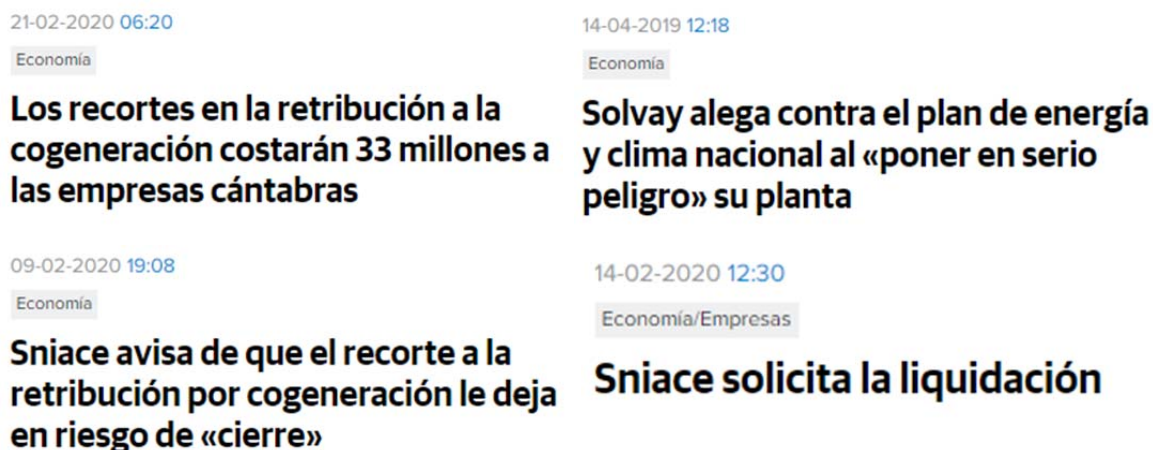 21-02-2020 06:20
Economía
Los recortes en la retribución a la
cogeneración costarán 33 millones a
las empresas cántabras
14-04-2019 12:18
Economía
Solvay alega contra el plan de energía
y clima nacional al «poner en serio
peligro» su planta
09-02-2020 19:08
Economía
Sniace avisa de que el recorte a la
retribución por cogeneración le deja
en riesgo de «cierre»
14-02-2020 12:30
Economía/Empresas
Sniace solicita la liquidación